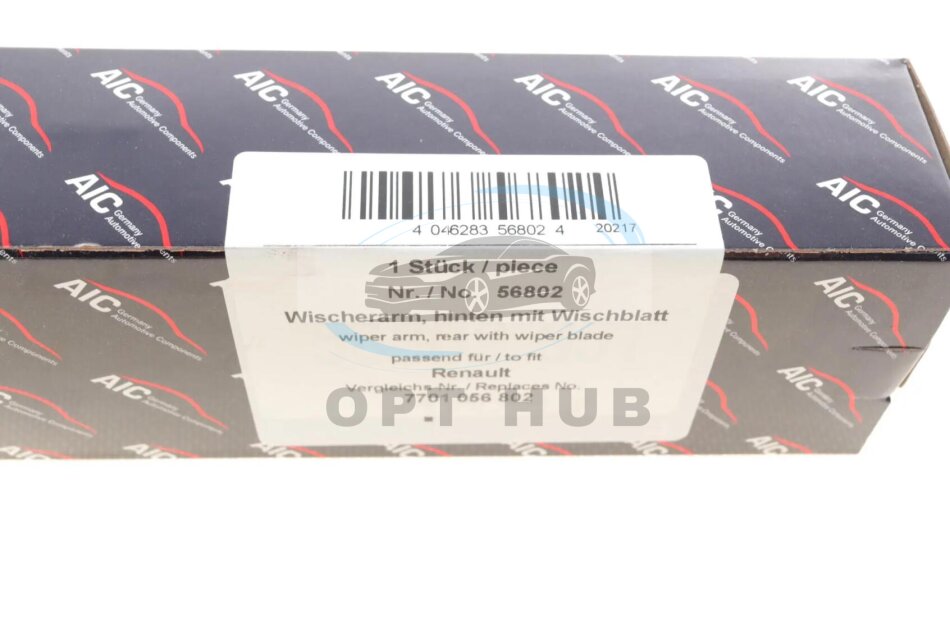 AIC Germany
Automotive Components
4 046283 56802 4 20217
1 Stück / piece
Nr. / No. 56802
Wischerarm, hinten mit Wischblatt
wiper arm, rear with wiper blade
passend für / to fit
Renault
Vergleichs-Nr. / Replaces No.
7701 056 802
OPT HUB